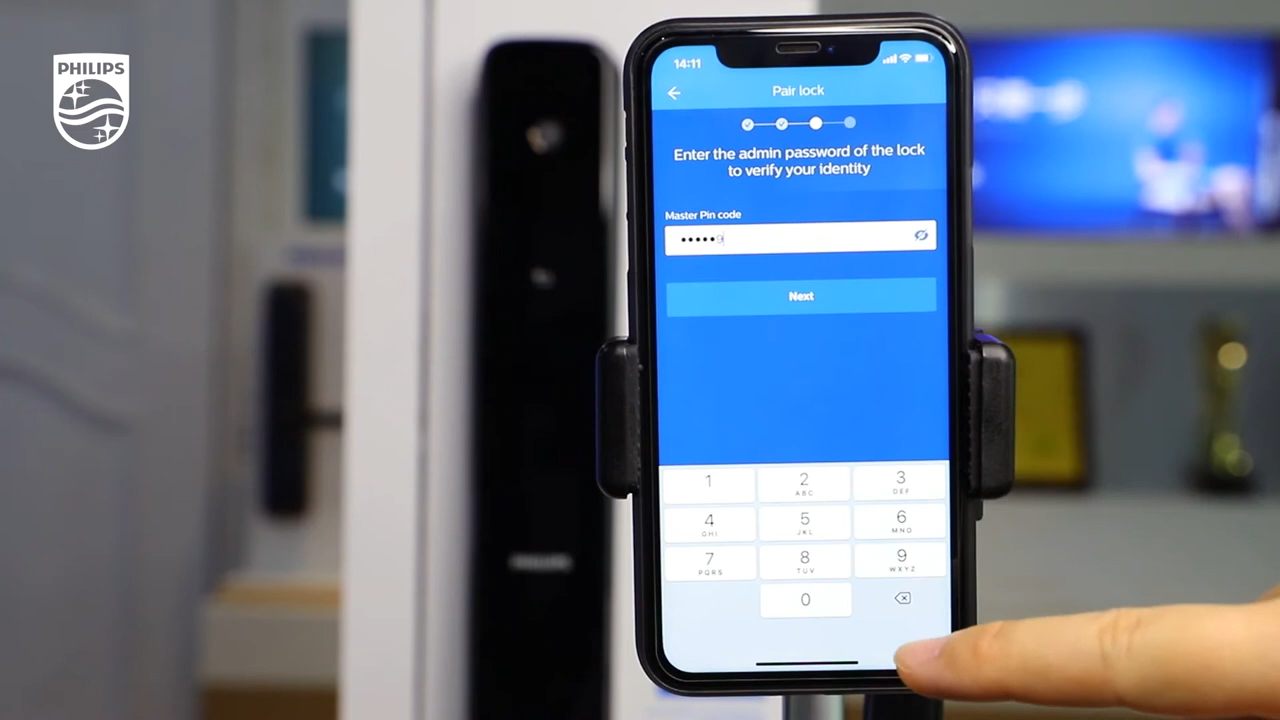 PHILIPS
14:11
Pair lock
Enter the admin password of the lock
to verify your identity
Master Pin code
Next
1
2
ABC
3
DEF
4
GHI
5
JKL
6
MNO
7
PQRS
8
TUV
9
WXYZ
0
PHILIPS